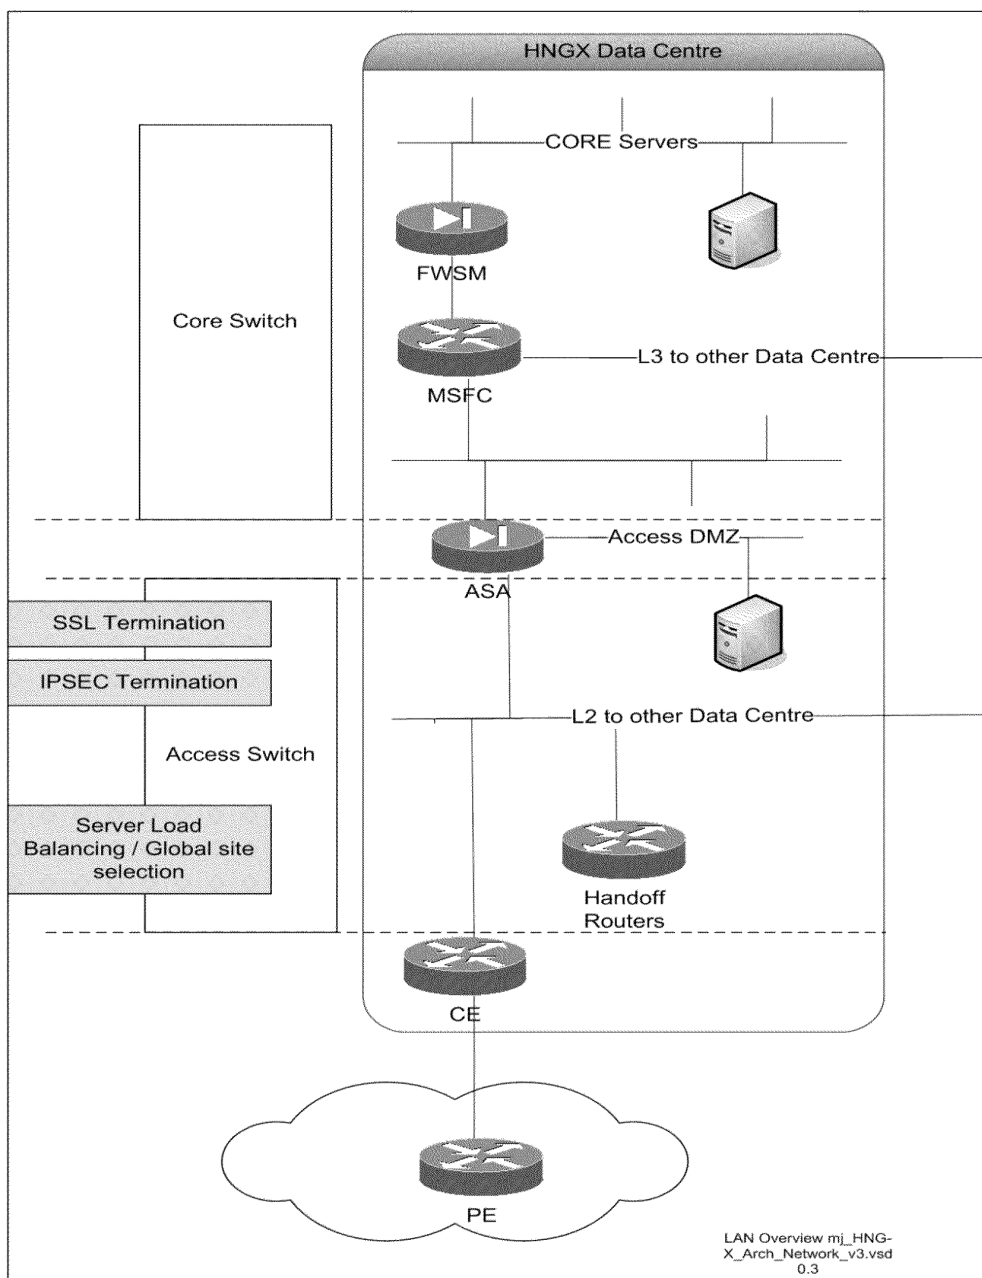 HNGX Data Centre
CORE Servers
FWSM
Core Switch
L3 to other Data Centre
MSFC
Access DMZ
ASA
SSL Termination
IPSEC Termination
L2 to other Data Centre
Access Switch
Server Load
Balancing / Global site
selection
Handoff
Routers
CE
PE
LAN Overview mj_HNG-
X_Arch_Network_v3.vsd
0.3